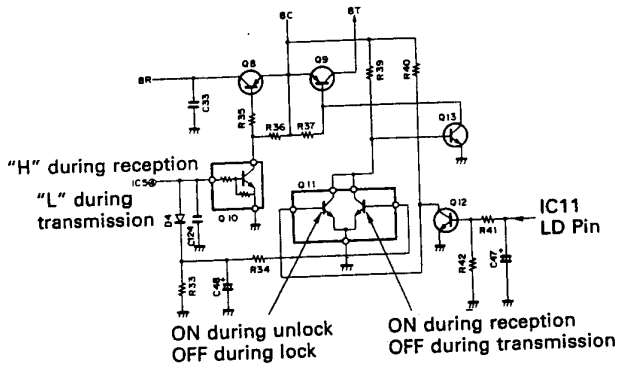 8C
8T
Q8
Q9
8R
C33
R35
R36
R37
R39
R40
Q13
"H" during reception
IC5
"L" during
transmission
Q10
Q11
Q12
IC11
LD Pin
D4
C124
R41
R42
C47
+
R33
C48
+
R34
ON during unlock
OFF during lock
ON during reception
OFF during transmission